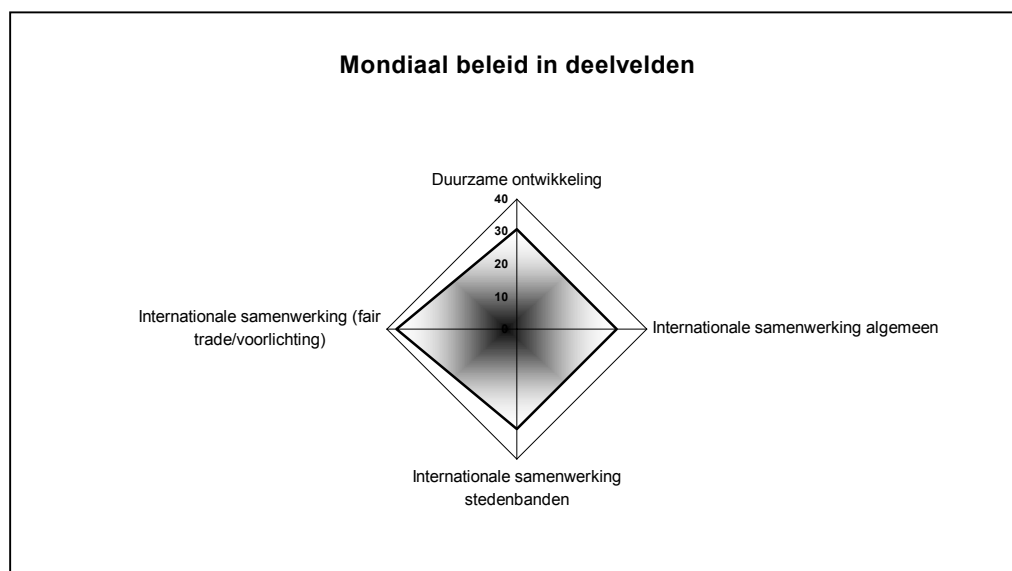 Mondiaal beleid in deelvelden
Duurzame ontwikkeling
40
30
20
10
0
Internationale samenwerking (fair
trade/voorlichting)
Internationale samenwerking algemeen
Internationale samenwerking
stedenbanden